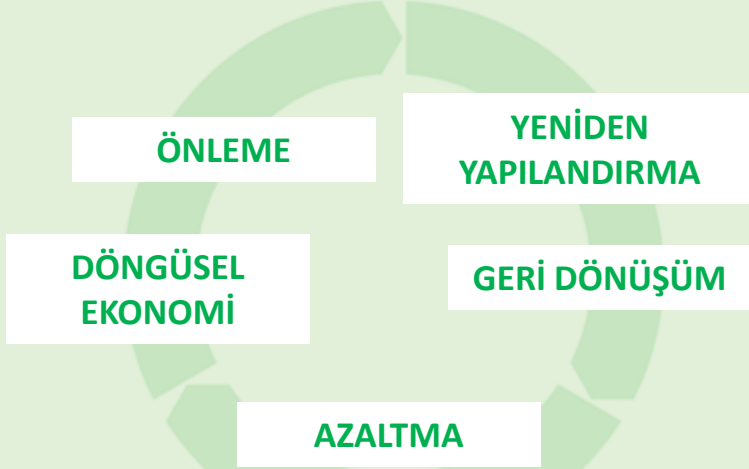 ÖNLEME
YENİDEN
YAPILANDIRMA
DÖNGÜSEL
EKONOMİ
GERİ DÖNÜŞÜM
AZALTMA